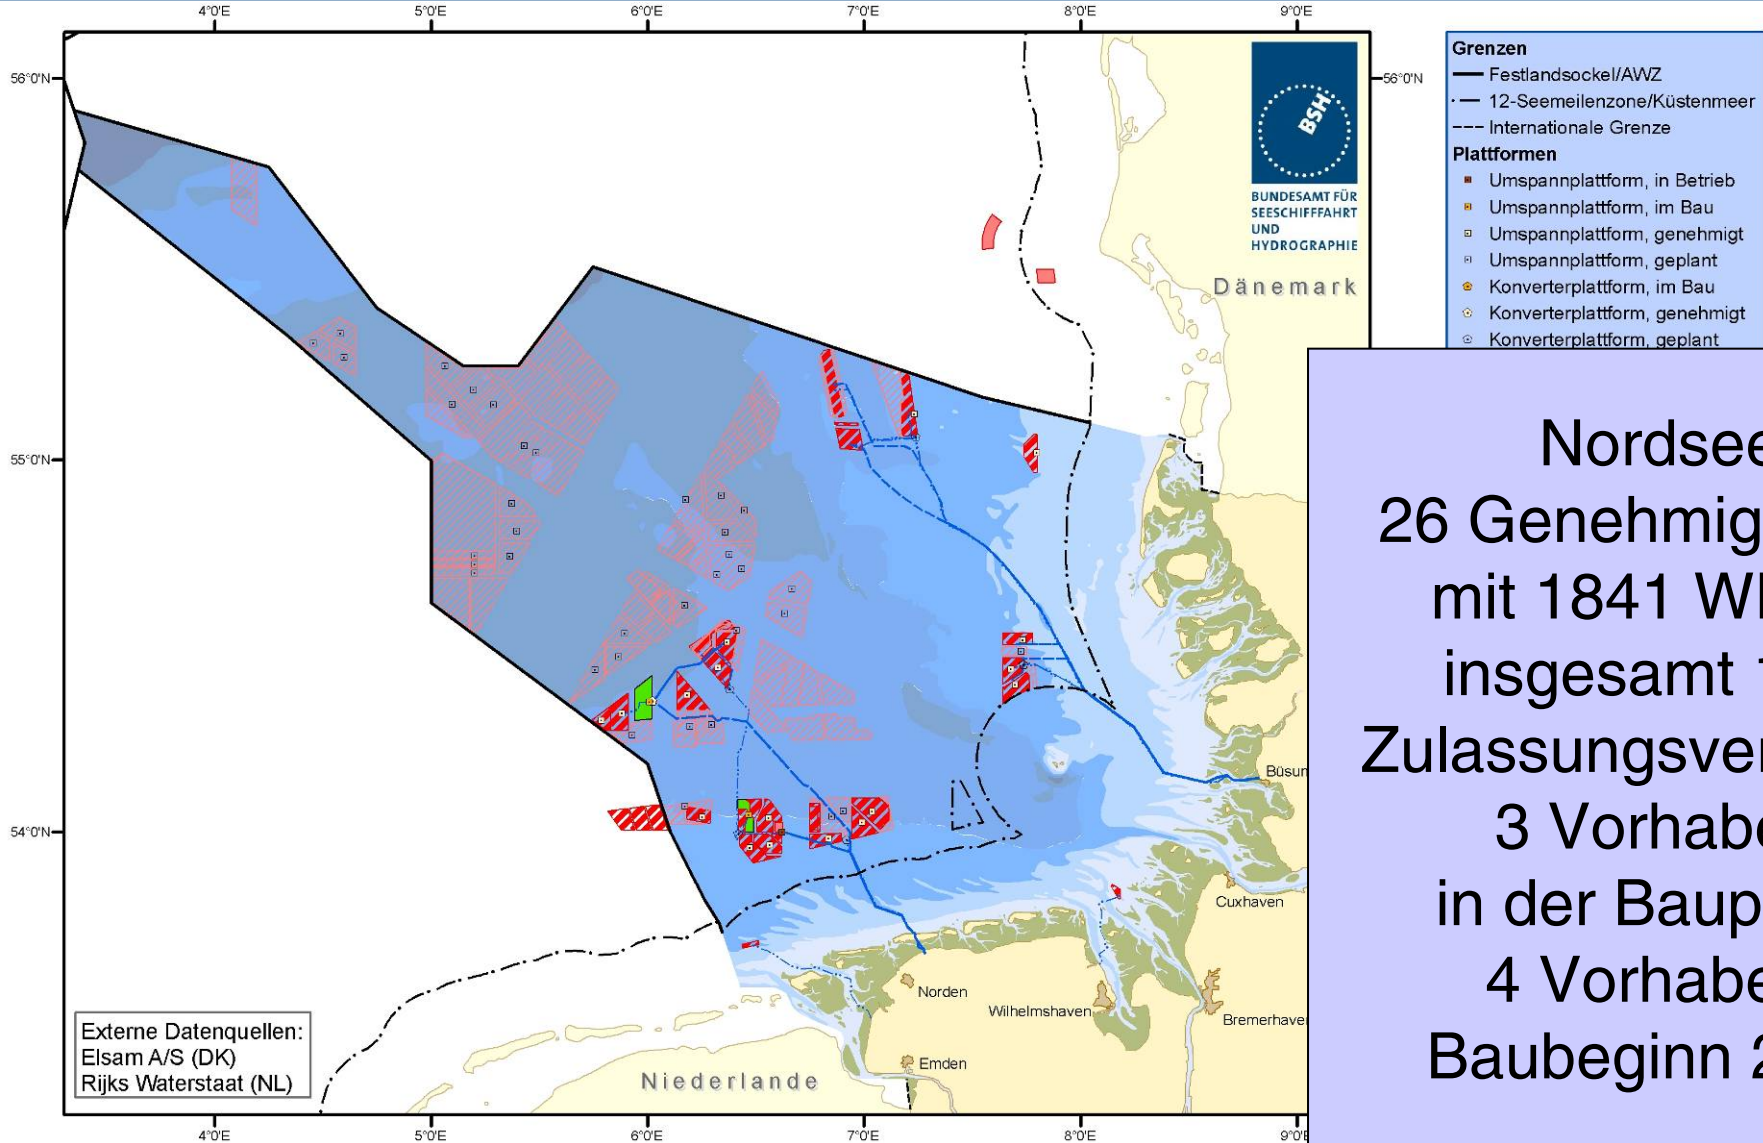 4°0'E 5°0'E 6°0'E 7°0'E 8°0'E 9°0'E
56°0'N
56°0'N
55°0'N
54°0'N
BSH
BUNDESAMT FÜR
SEESCHIFFFAHRT
UND
HYDROGRAPHIE
Dänemark
Büsum
Cuxhaven
Norden
Wilhelmshaven
Bremerhaven
Emden
Niederlande
Externe Datenquellen:
Elsam A/S (DK)
Rijks Waterstaat (NL)
4°0'E 5°0'E 6°0'E 7°0'E 8°0'E 9°0'E
Grenzen
Festlandsockel/AWZ
12-Seemeilenzone/Küstenmeer
Internationale Grenze
Plattformen
Umspannplattform, in Betrieb
Umspannplattform, im Bau
Umspannplattform, genehmigt
Umspannplattform, geplant
Konverterplattform, im Bau
Konverterplattform, genehmigt
Konverterplattform, geplant
Nordsee
26 Genehmig
mit 1841 W
insgesamt
Zulassungsver
3 Vorhabe
in der Baup
4 Vorhabe
Baubeginn 2